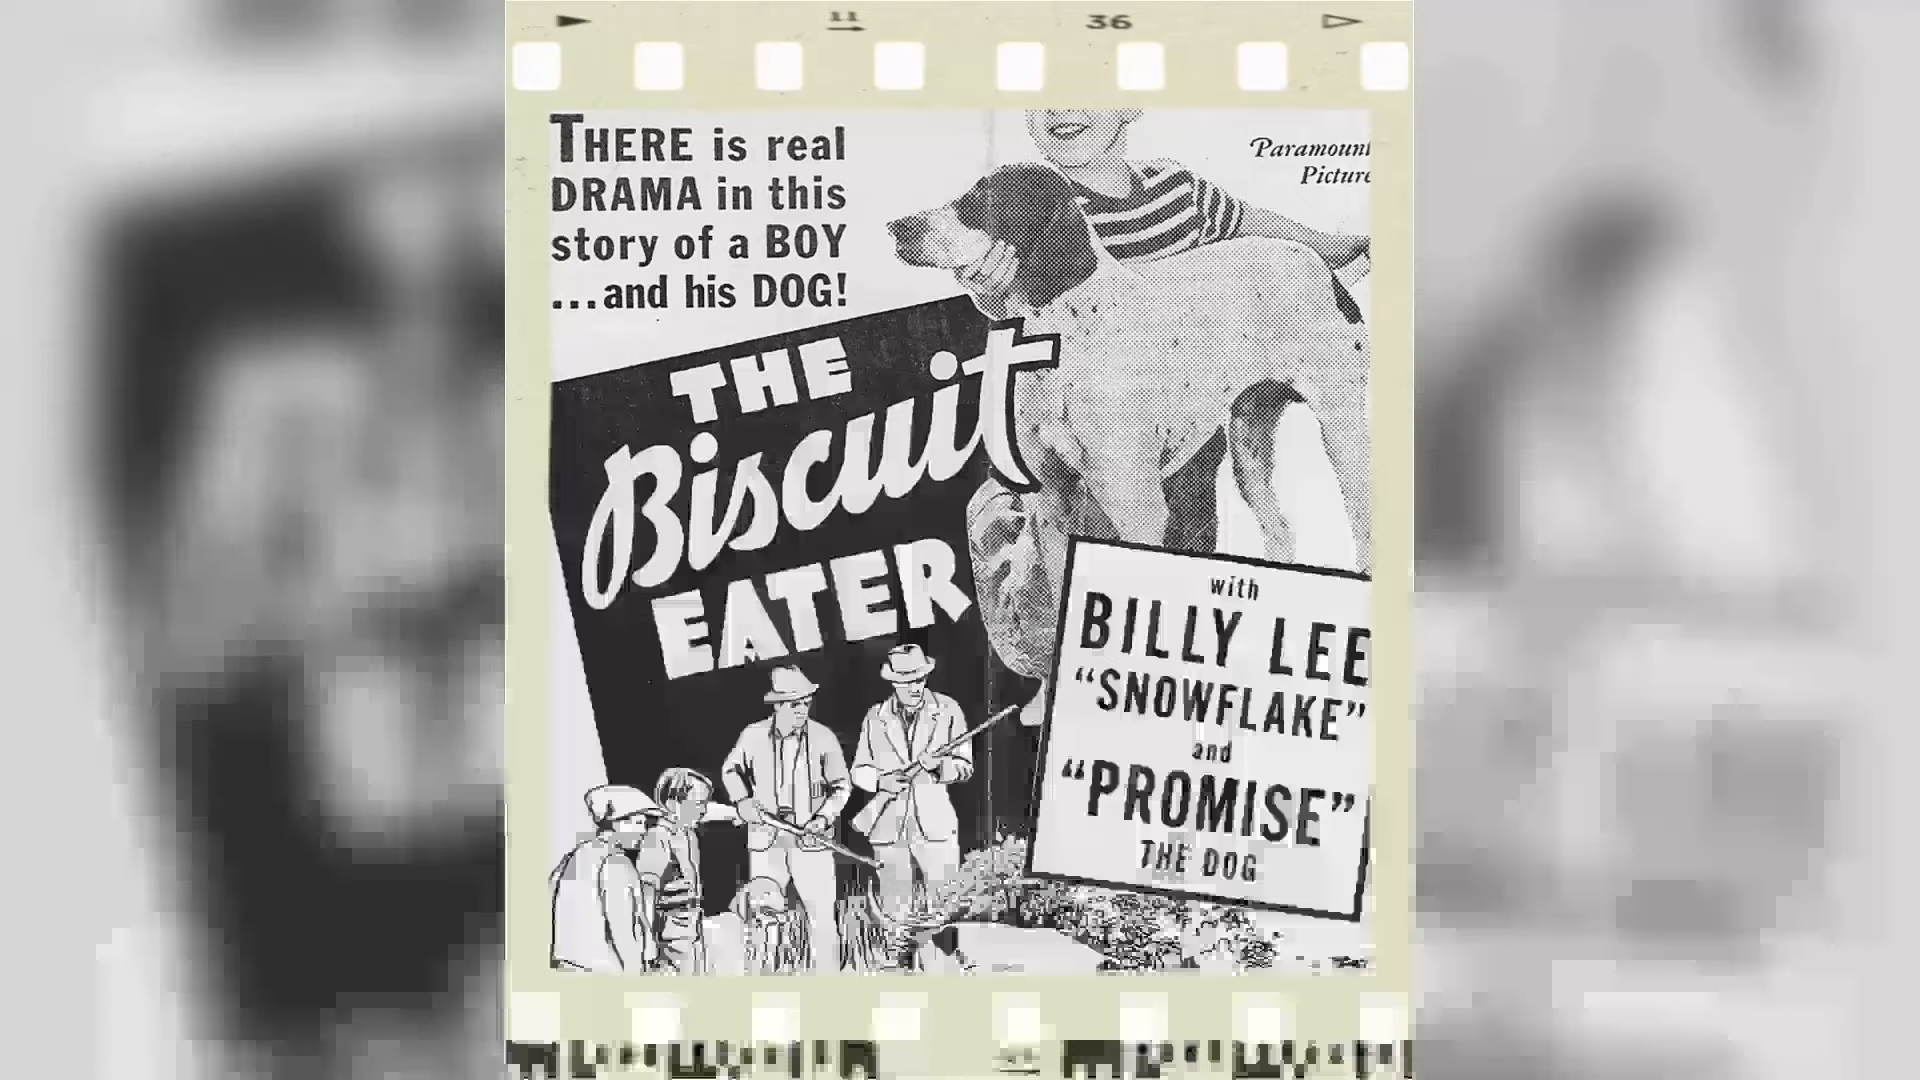 11
36
THERE is real
DRAMA in this
story of a BOY
...and his DOG!
Paramount
Picture
THE
Biscuit
EATER
with
BILLY LEE
“SNOWFLAKE”
and
“PROMISE”
THE DOG